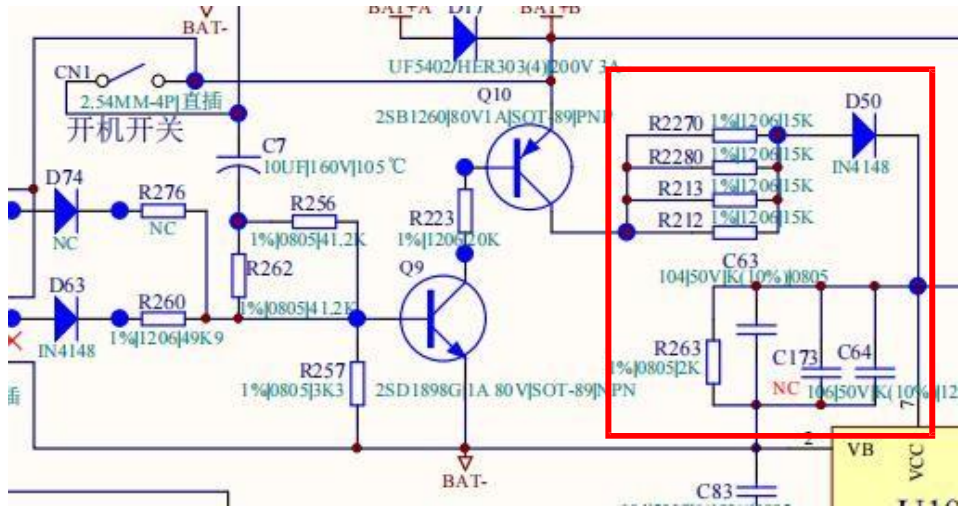 BAT-
BAT+A
D17
BAT+B
UF5402/HER303(4)|200V 3A
CN1
2.54MM-4P|直插
开机开关
Q10
2SB1260|80V1A|SOT-89|PNP
C7
10UF|160V|105℃
D74
NC
R276
NC
R256
1%|0805|41.2K
R223
1%|1206|20K
R262
1%|0805|41.2K
Q9
D63
IN4148
R260
1%|1206|49K9
R257
1%|0805|3K3
2SD1898G|1A 80V|SOT-89|NPN
BAT-
R2270
1%|1206|15K
R2280
1%|1206|15K
R213
1%|1206|15K
R212
1%|1206|15K
D50
IN4148
C63
104|50V|K(10%)|0805
R263
1%|0805|2K
C173
NC
C64
106|50V|K(10%)|12
7
2
VB
VCC
C83
插